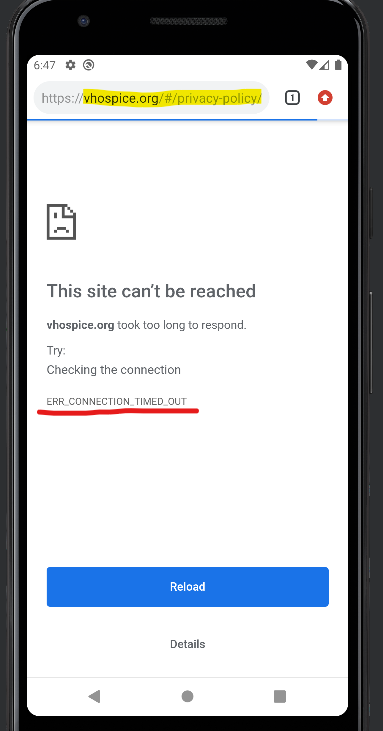 6:47
https://vhospice.org/#/privacy-policy/
1
This site can't be reached
vhospice.org took too long to respond.
Try:
Checking the connection
ERR_CONNECTION_TIMED_OUT
Reload
Details